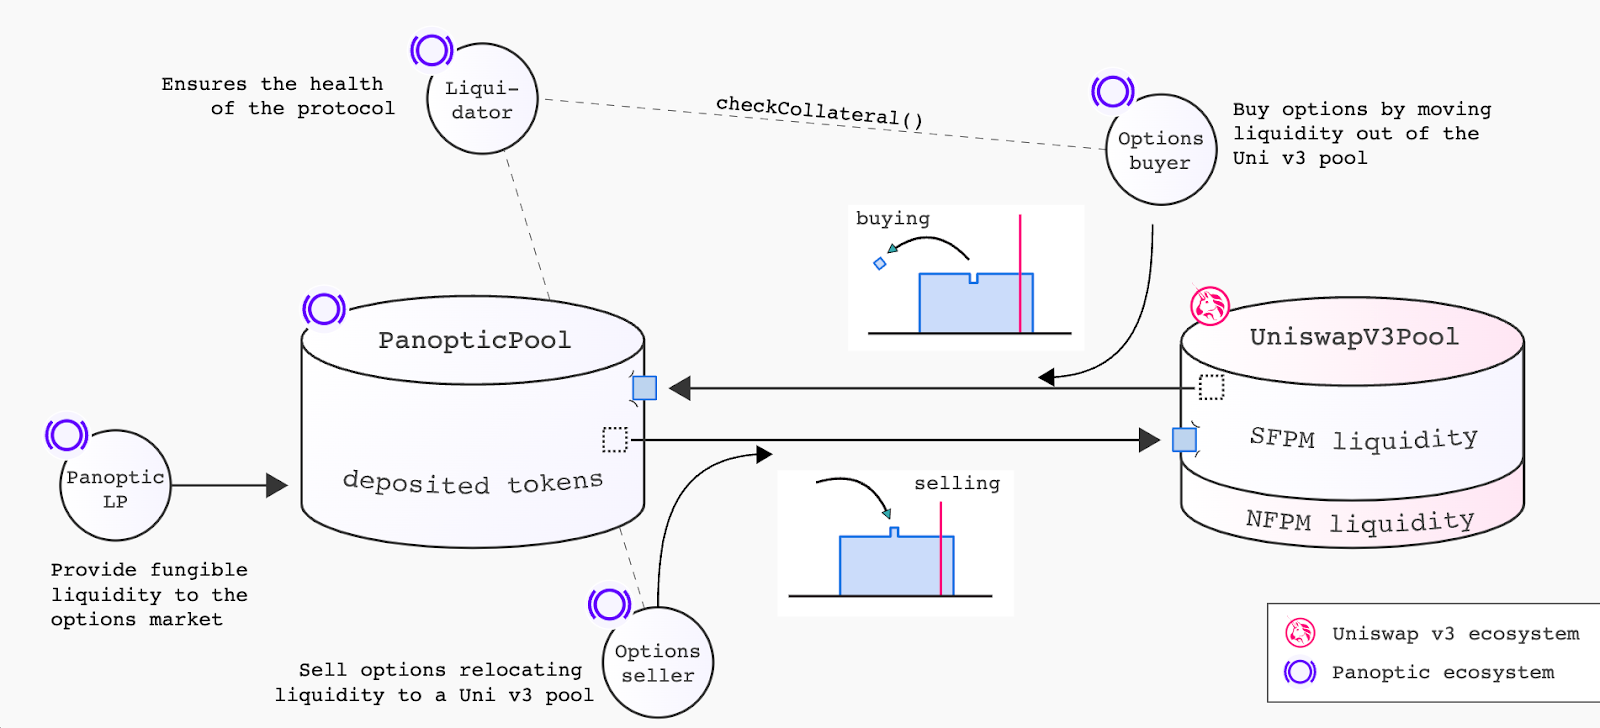 Ensures the health
of the protocol
Liqui-
dator
checkCollateral()
Options
buyer
Buy options by moving
liquidity out of the
Uni v3 pool
buying
PanopticPool
deposited tokens
UniswapV3Pool
SFPM liquidity
NFPM liquidity
Panoptic
LP
Provide fungible
liquidity to the
options market
selling
Options
seller
Sell options relocating
liquidity to a Uni v3 pool
Uniswap v3 ecosystem
Panoptic ecosystem